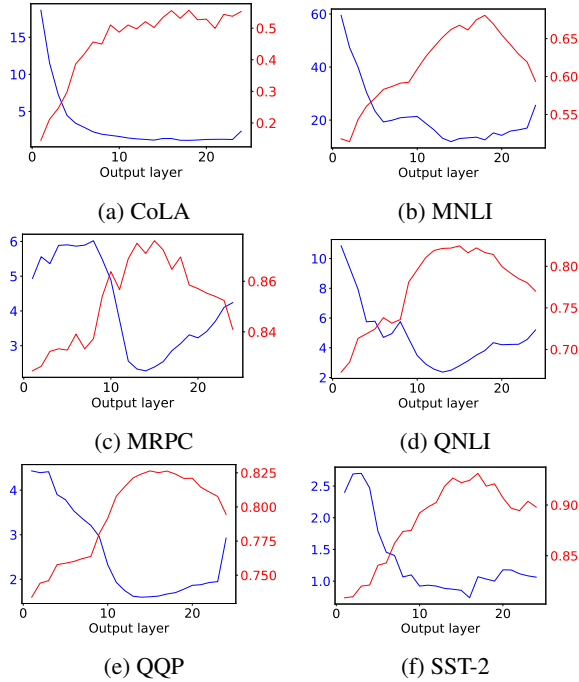 15
10
5
0.5
0.4
0.3
0.2
0 10 20
Output layer
(a) CoLA
60
40
20
0.65
0.60
0.55
0 10 20
Output layer
(b) MNLI
6
5
4
3
0.86
0.84
0 10 20
Output layer
(c) MRPC
10
8
6
4
2
0.80
0.75
0.70
0 10 20
Output layer
(d) QNLI
4
3
2
0.825
0.800
0.775
0.750
0 10 20
Output layer
(e) QQP
2.5
2.0
1.5
1.0
0.90
0.85
0 10 20
Output layer
(f) SST-2